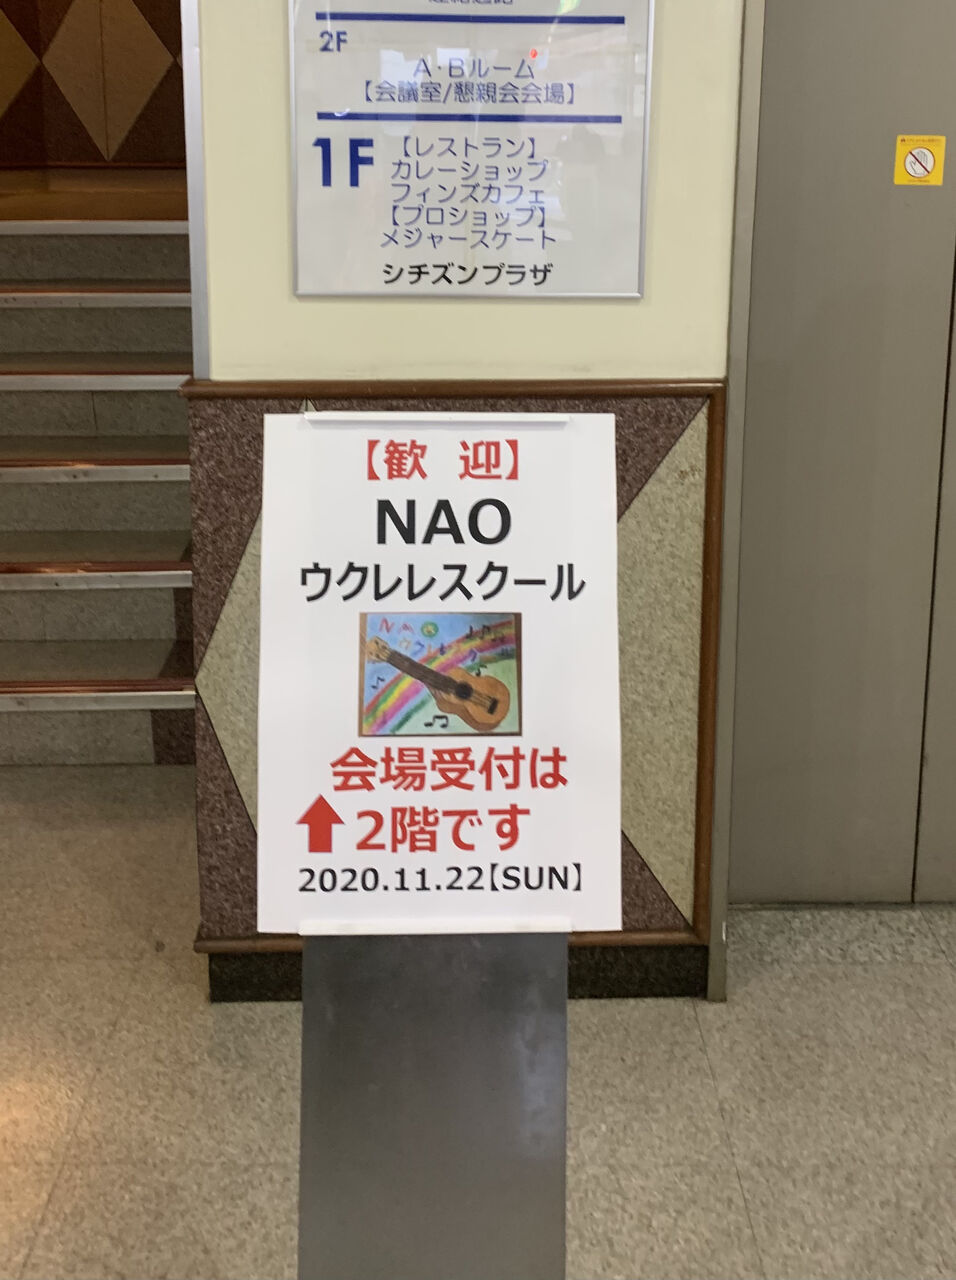 連絡通路
2F
A・Bルーム
【会議室/懇親会会場】
1F
【レストラン】
カレーショップ
フィンズカフェ
【プロショップ】
メジャースケート
シチズンプラザ
【歓 迎】
NAO
ウクレレスクール
会場受付は
2階です
2020.11.22【SUN】